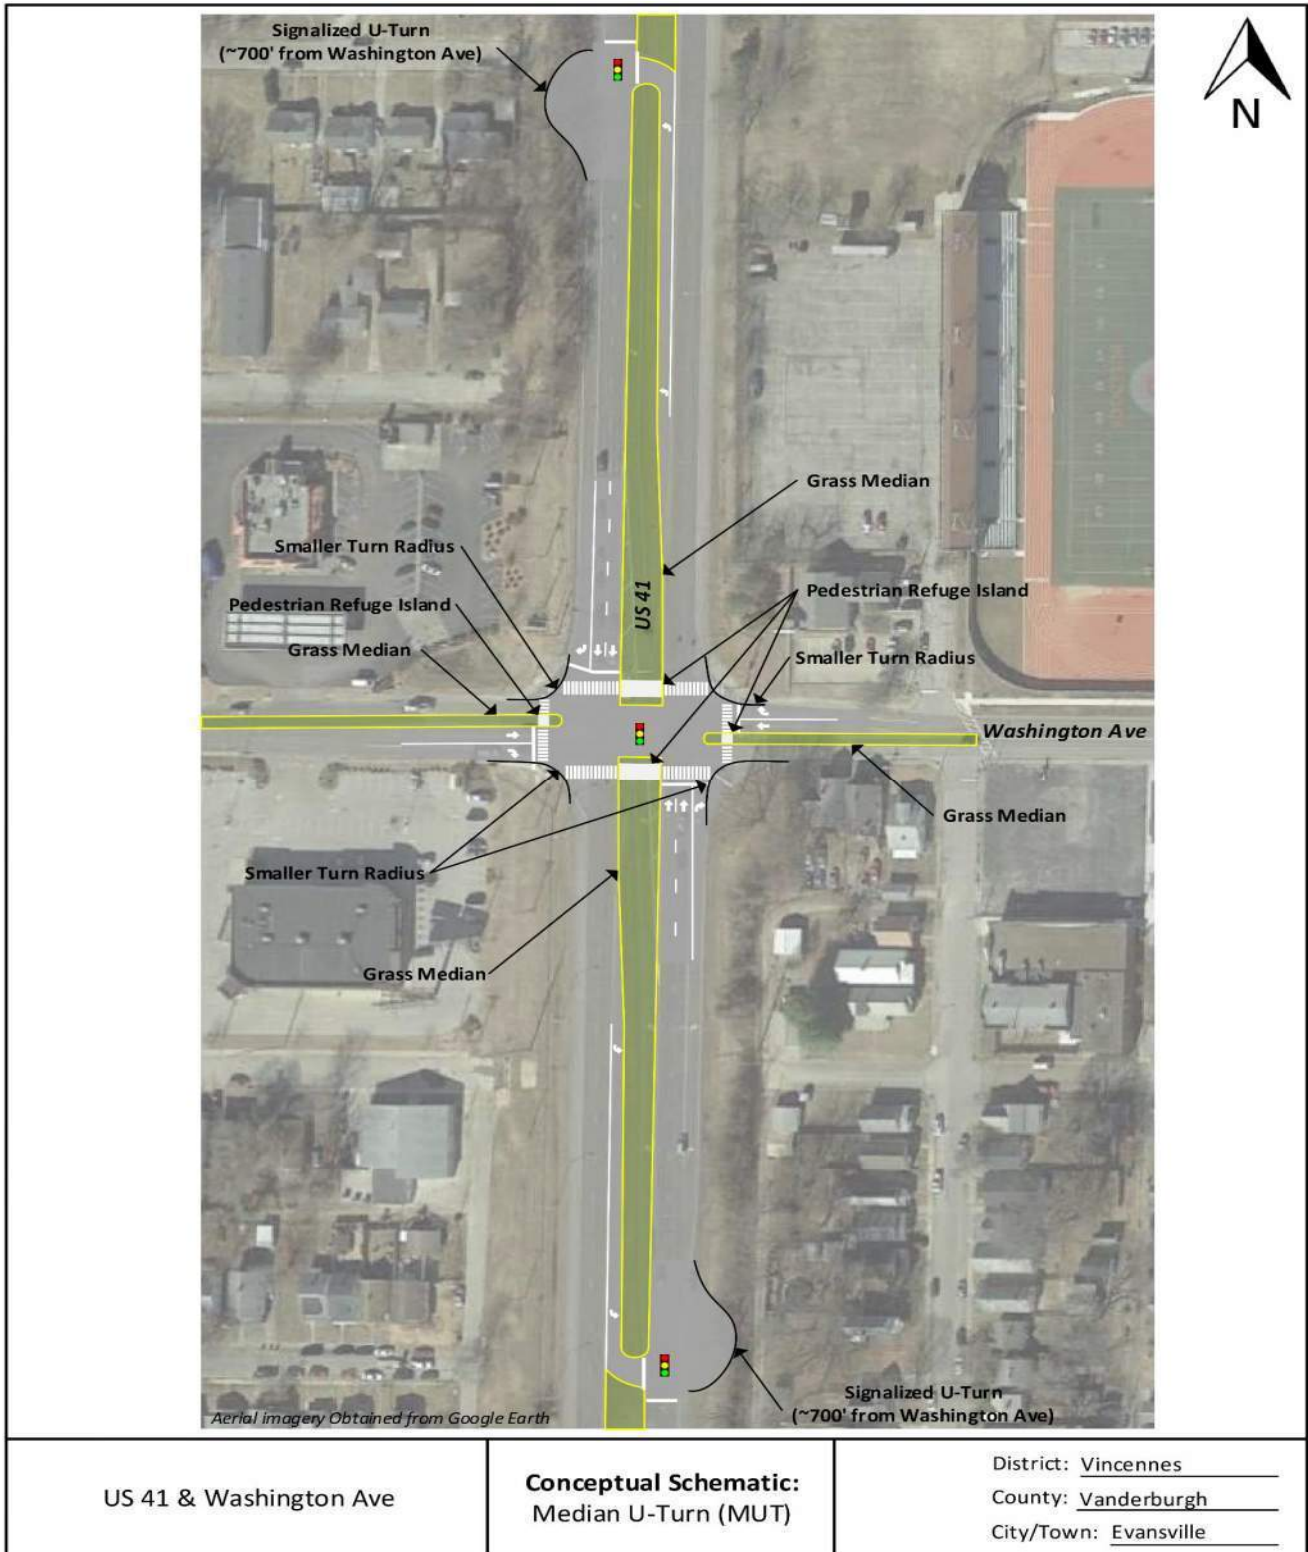 Signalized U-Turn
(~700' from Washington Ave)
N
Grass Median
Smaller Turn Radius
US 41
Pedestrian Refuge Island
Pedestrian Refuge Island
Grass Median
Smaller Turn Radius
Washington Ave
Grass Median
Smaller Turn Radius
Grass Median
Signalized U-Turn
(~700' from Washington Ave)
Aerial imagery Obtained from Google Earth
US 41 & Washington Ave
Conceptual Schematic:
Median U-Turn (MUT)
District: Vincennes
County: Vanderburgh
City/Town: Evansville